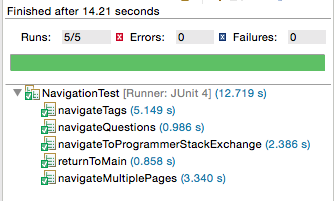 Finished after 14.21 seconds
Runs: 5/5 Errors: 0 Failures: 0
NavigationTest [Runner: JUnit 4] (12.719 s)
navigateTags (5.149 s)
navigateQuestions (0.986 s)
navigateToProgrammerStackExchange (2.386 s)
returnToMain (0.858 s)
navigateMultiplePages (3.340 s)